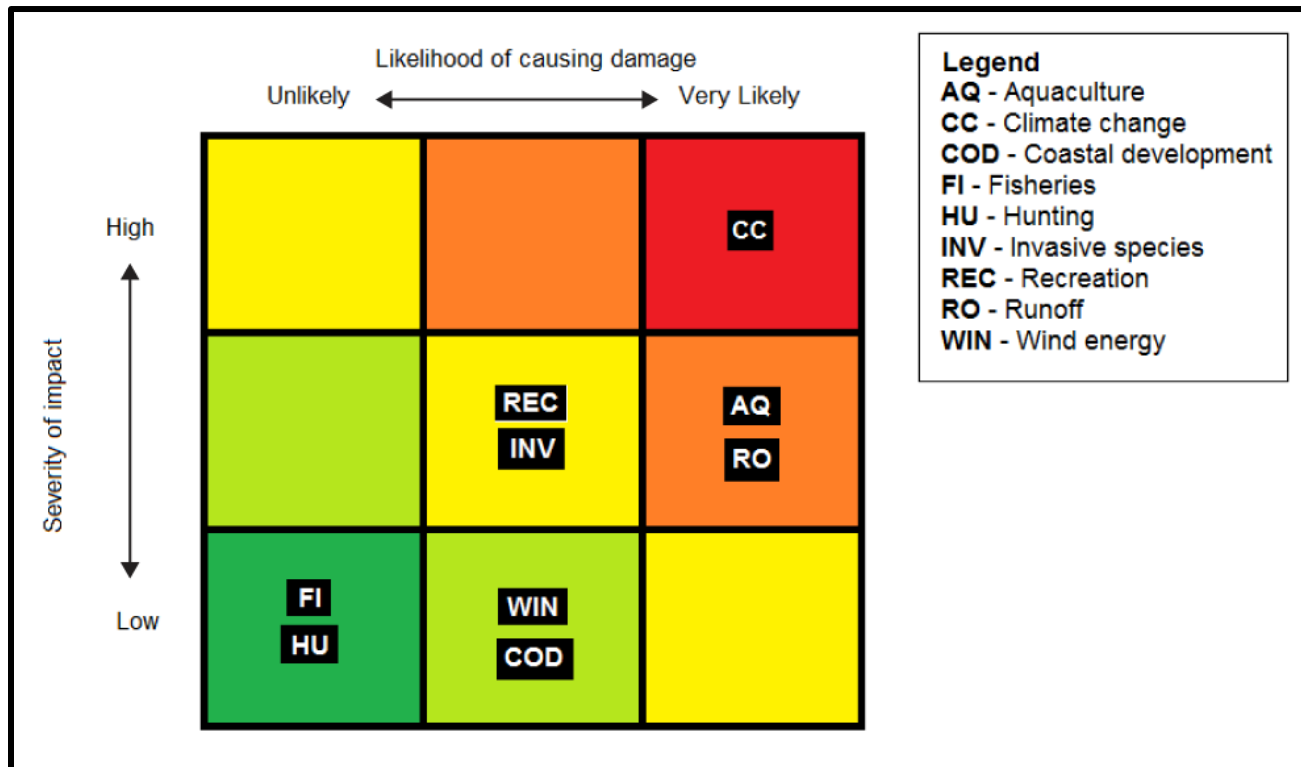 Likelihood of causing damage
Unlikely
Very Likely
High
Severity of impact
Low
CC
REC
INV
AQ
RO
FI
HU
WIN
COD
Legend
AQ - Aquaculture
CC - Climate change
COD - Coastal development
FI - Fisheries
HU - Hunting
INV - Invasive species
REC - Recreation
RO - Runoff
WIN - Wind energy